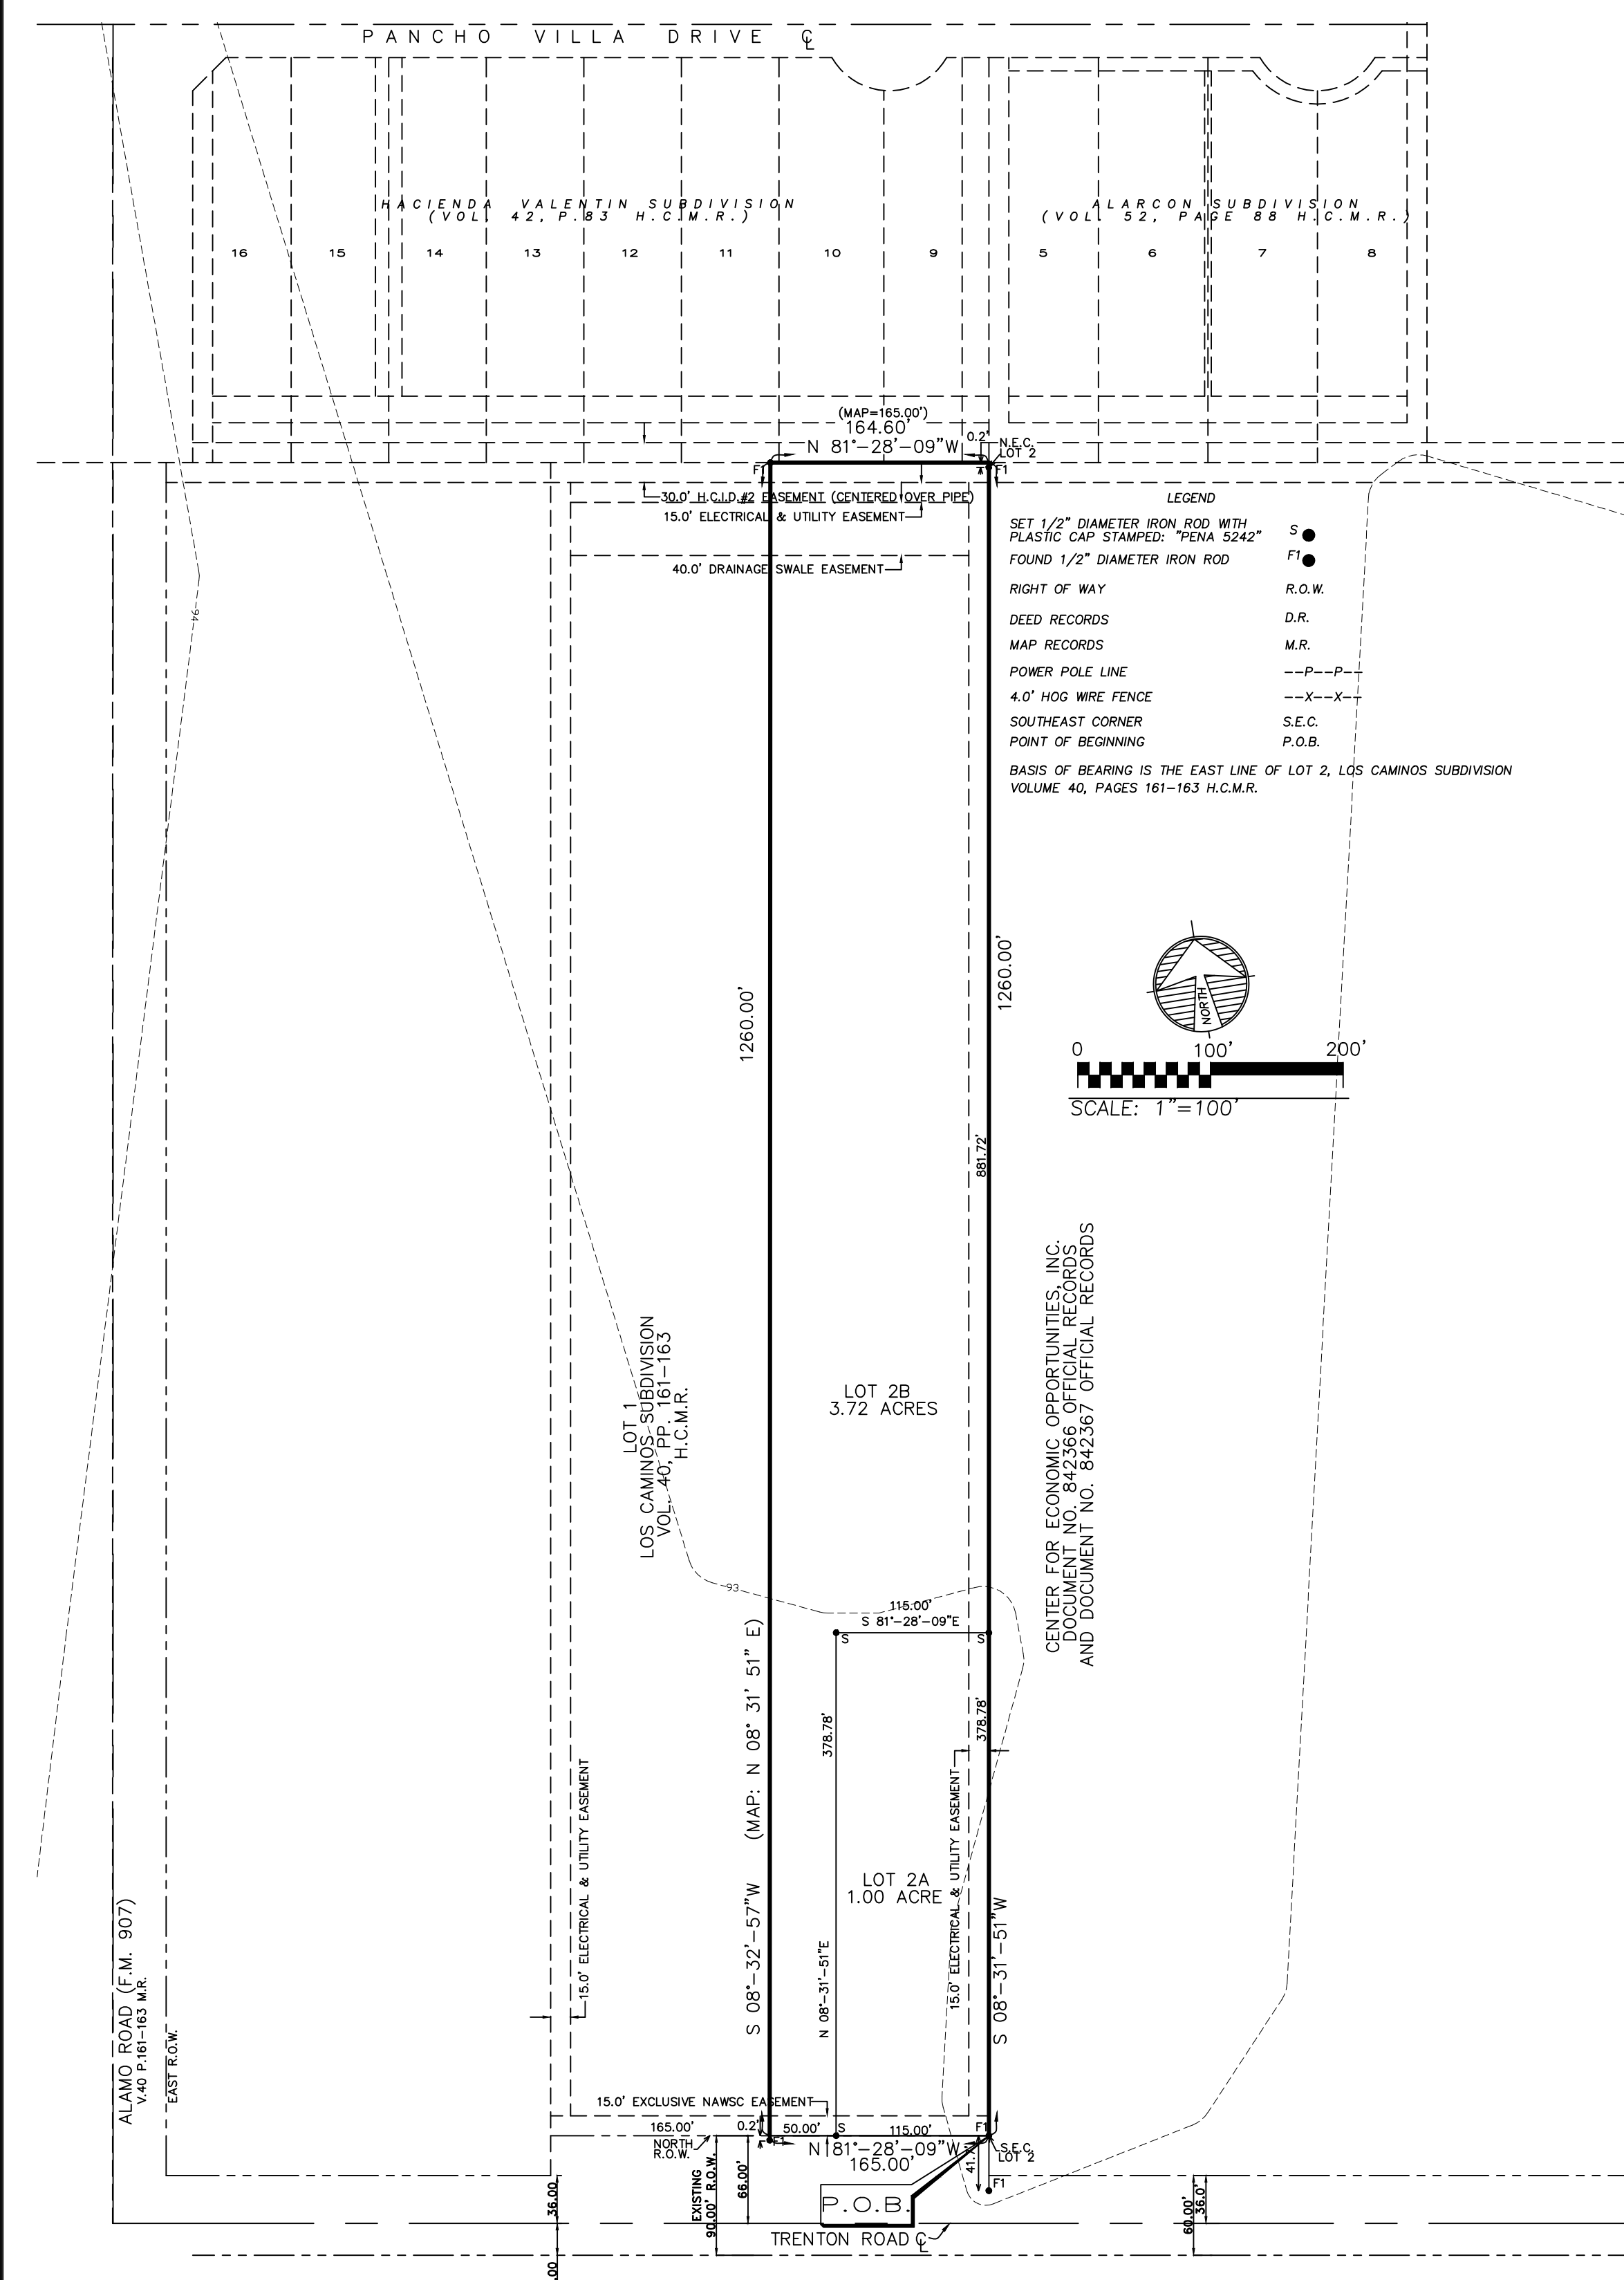 PANCHO VILLA DRIVE ℄
HACIENDA VALENTIN SUBDIVISION
(VOL. 42, P.83 H.C.M.R.)
ALARCON SUBDIVISION
(VOL. 52, PAGE 88 H.C.M.R.)
16 15 14 13 12 11 10 9 5 6 7 8
(MAP=165.00')
164.60'
N 81°-28'-09"W
0.2'
N.E.C.
LOT 2
F1
F1
30.0' H.C.I.D.#2 EASEMENT (CENTERED OVER PIPE)
15.0' ELECTRICAL & UTILITY EASEMENT
40.0' DRAINAGE SWALE EASEMENT
94
LEGEND
SET 1/2" DIAMETER IRON ROD WITH
PLASTIC CAP STAMPED: "PENA 5242" S
FOUND 1/2" DIAMETER IRON ROD F1
RIGHT OF WAY R.O.W.
DEED RECORDS D.R.
MAP RECORDS M.R.
POWER POLE LINE --P--P--
4.0' HOG WIRE FENCE --X--X--
SOUTHEAST CORNER S.E.C.
POINT OF BEGINNING P.O.B.
BASIS OF BEARING IS THE EAST LINE OF LOT 2, LOS CAMINOS SUBDIVISION
VOLUME 40, PAGES 161-163 H.C.M.R.
1260.00'
1260.00'
NORTH
0 100' 200'
SCALE: 1"=100'
881.72'
LOT 1
LOS CAMINOS SUBDIVISION
VOL. 40, PP. 161-163
H.C.M.R.
LOT 2B
3.72 ACRES
CENTER FOR ECONOMIC OPPORTUNITIES, INC.
DOCUMENT NO. 842366 OFFICIAL RECORDS
AND DOCUMENT NO. 842367 OFFICIAL RECORDS
93
115.00'
S 81°-28'-09"E
S
S
378.78'
378.78'
S 08°-32'-57"W (MAP: N 08° 31' 51" E)
15.0' ELECTRICAL & UTILITY EASEMENT
LOT 2A
1.00 ACRE
15.0' ELECTRICAL & UTILITY EASEMENT
N 08°-31'-51"E
S 08°-31'-51"W
ALAMO ROAD (F.M. 907)
V.40 P.161-163 M.R.
EAST R.O.W.
15.0' EXCLUSIVE NAWSC EASEMENT
165.00'
NORTH
R.O.W.
0.2'
F1
50.00'
S
115.00'
F1
N 81°-28'-09"W
165.00'
S.E.C.
LOT 2
F1
36.00
EXISTING
90.00' R.O.W.
66.00'
P.O.B.
60.00'
36.0'
TRENTON ROAD ℄